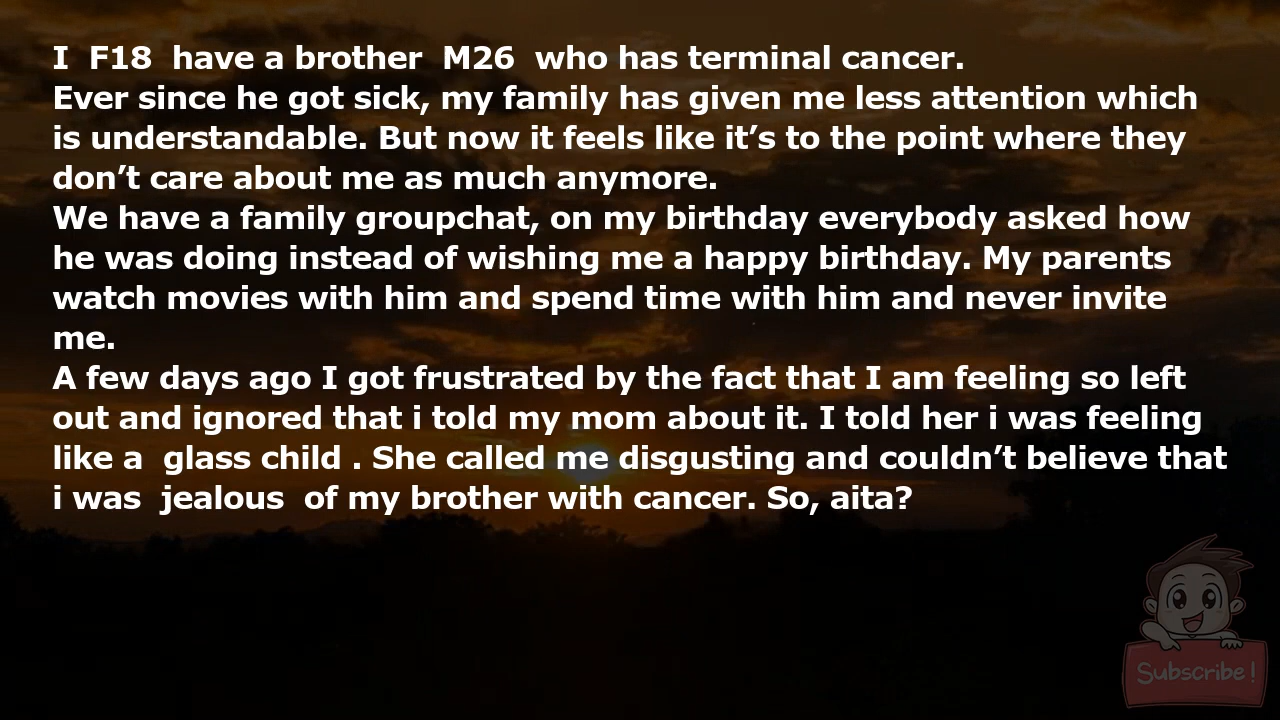 I F18 have a brother M26 who has terminal cancer.
Ever since he got sick, my family has given me less attention which
is understandable. But now it feels like it’s to the point where they
don’t care about me as much anymore.
We have a family groupchat, on my birthday everybody asked how
he was doing instead of wishing me a happy birthday. My parents
watch movies with him and spend time with him and never invite
me.
A few days ago I got frustrated by the fact that I am feeling so left
out and ignored that i told my mom about it. I told her i was feeling
like a glass child . She called me disgusting and couldn’t believe that
i was jealous of my brother with cancer. So, aita?
Subscribe!